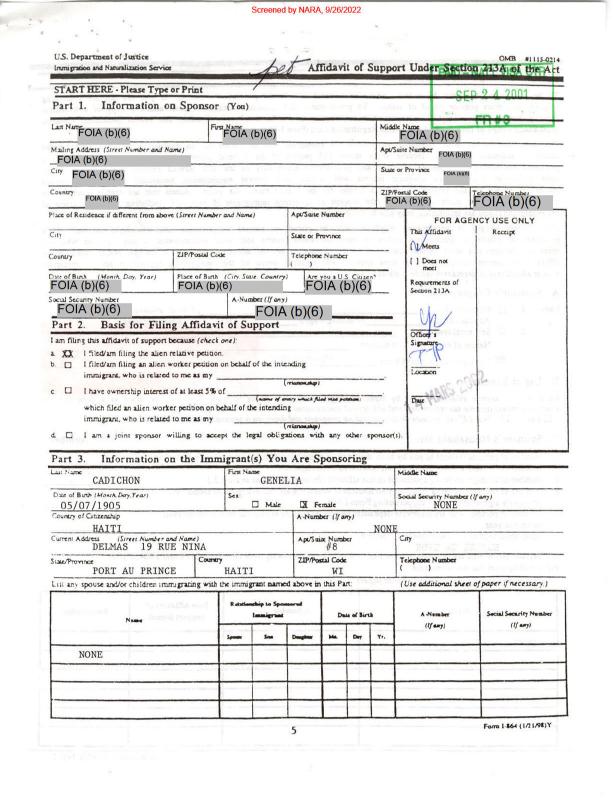 Screened by NARA, 9/26/2022
U.S. Department of Justice
Immigration and Naturalization Service
OMB #1115-0214
pet Affidavit of Support Under Section 213A of the Act
SEP 24 2001
FR#3
START HERE - Please Type or Print
Part 1. Information on Sponsor (You)
Last Name First Name Middle Name
FOIA (b)(6) FOIA (b)(6) FOIA (b)(6)
Mailing Address (Street Number and Name) Apt/Suite Number
FOIA (b)(6) FOIA (b)(6)
City State or Province
FOIA (b)(6) FOIA (b)(6)
Country ZIP/Postal Code Telephone Number
FOIA (b)(6) FOIA (b)(6) FOIA (b)(6)
Place of Residence if different from above (Street Number and Name) Apt/Suite Number
FOR AGENCY USE ONLY
City State or Province
This Affidavit Receipt
[ ] Meets
[ ] Does not
meet
Requirements of
Section 213A
Officer's
Signature
Location
Date
14 MARS 2002
Country ZIP/Postal Code Telephone Number
( )
Date of Birth (Month, Day, Year) Place of Birth (City, State, Country) Are you a U.S. Citizen?
FOIA (b)(6) FOIA (b)(6) FOIA (b)(6)
Social Security Number A-Number (If any)
FOIA (b)(6) FOIA (b)(6)
Part 2. Basis for Filing Affidavit of Support
I am filing this affidavit of support because (check one):
a. XX I filed/am filing the alien relative petition.
b. ☐ I filed/am filing an alien worker petition on behalf of the intending
immigrant, who is related to me as my
(relationship)
c. ☐ I have ownership interest of at least 5% of
(name of entity which filed visa petition)
which filed an alien worker petition on behalf of the intending
immigrant, who is related to me as my
(relationship)
d. ☐ I am a joint sponsor willing to accept the legal obligations with any other sponsor(s).
Part 3. Information on the Immigrant(s) You Are Sponsoring
Last Name First Name Middle Name
CADICHON GENELIA
Date of Birth (Month, Day, Year) Sex Social Security Number (If any)
05/07/1905 ☐ Male ☒ Female NONE
Country of Citizenship A-Number (If any)
HAITI NONE
Current Address (Street Number and Name) Apt/Suite Number City
DELMAS 19 RUE NINA #8
State/Province Country ZIP/Postal Code Telephone Number
PORT AU PRINCE HAITI WI ( )
List any spouse and/or children immigrating with the immigrant named above in this Part: (Use additional sheet of paper if necessary.)
Name Relationship to Sponsored Immigrant Date of Birth A-Number (If any) Social Security Number (If any)
Spouse Son Daughter Mo. Day Yr.
NONE
5
Form I-864 (1/21/98)Y